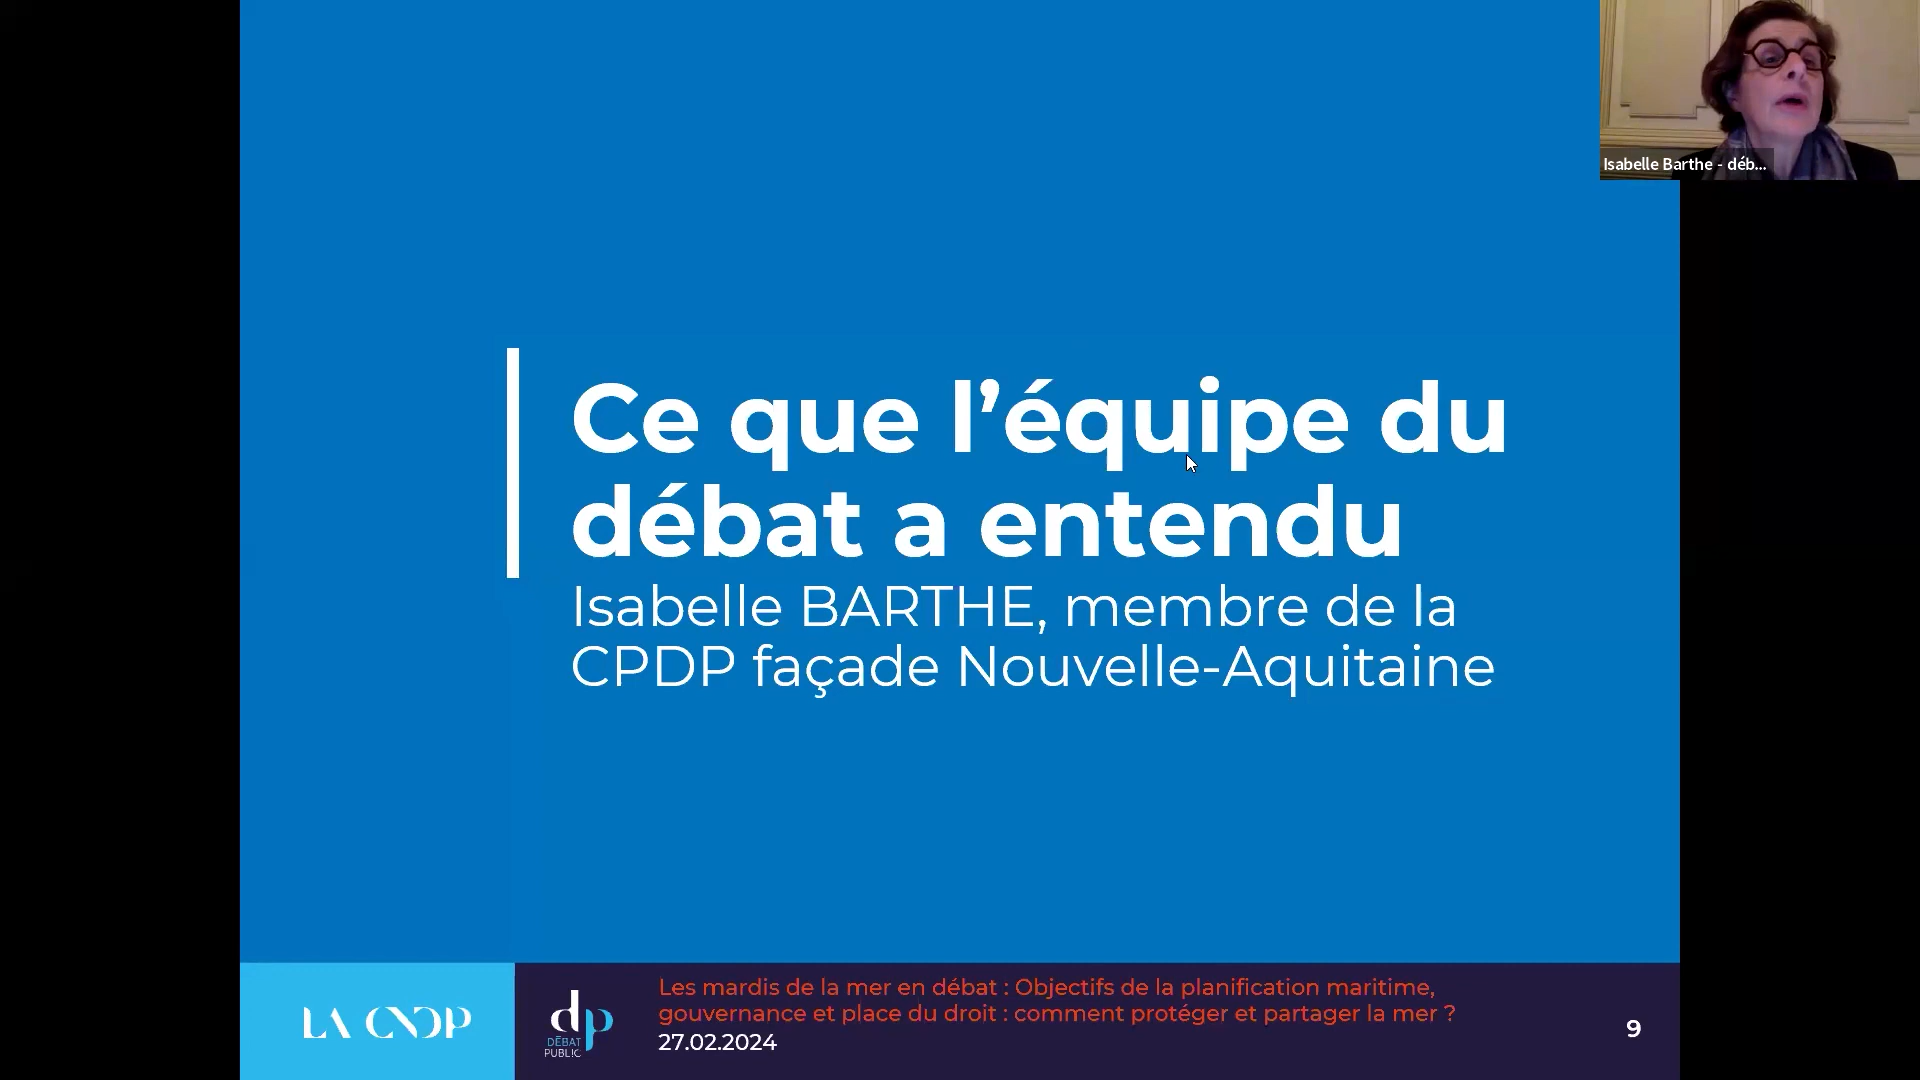 Isabelle Barthe - déb...
Ce que l’équipe du
débat a entendu
Isabelle BARTHE, membre de la
CPDP façade Nouvelle-Aquitaine
LA CNDP
dp
DÉBAT
PUBLIC
Les mardis de la mer en débat : Objectifs de la planification maritime,
gouvernance et place du droit : comment protéger et partager la mer ?
27.02.2024
9